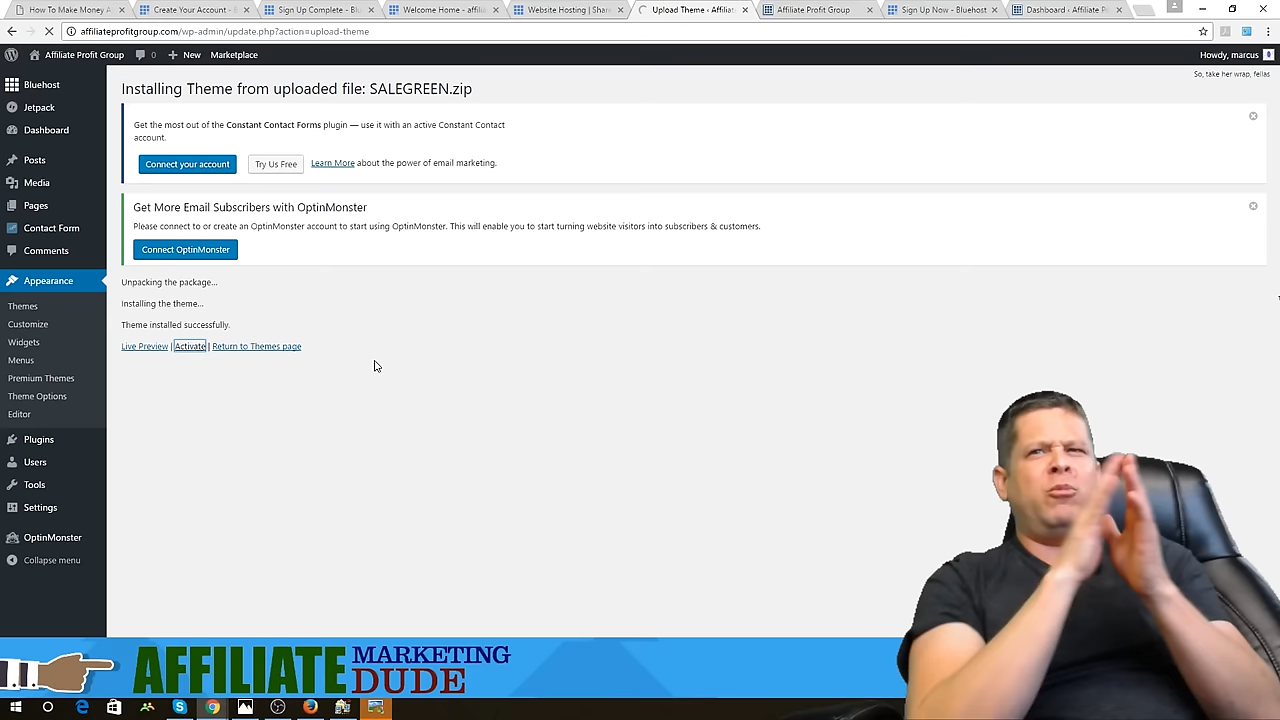 How To Make Money A
Create Your Account - B
Sign Up Complete - Blu
Welcome Home - affilia
Website Hosting | Share
Upload Theme ‹ Affiliat
Affiliate Profit Group
Sign Up Now - Bluehost
Dashboard ‹ Affiliate P
affiliateprofitgroup.com/wp-admin/update.php?action=upload-theme
Affiliate Profit Group 0 New Marketplace Howdy, marcus
So, take her wrap, fellas
Bluehost
Jetpack
Dashboard
Posts
Media
Pages
Contact Form
Comments
Appearance
Themes
Customize
Widgets
Menus
Premium Themes
Theme Options
Editor
Plugins
Users
Tools
Settings
OptinMonster
Collapse menu
Installing Theme from uploaded file: SALEGREEN.zip
Get the most out of the Constant Contact Forms plugin — use it with an active Constant Contact
account.
Connect your account Try Us Free Learn More about the power of email marketing.
Get More Email Subscribers with OptinMonster
Please connect to or create an OptinMonster account to start using OptinMonster. This will enable you to start turning website visitors into subscribers & customers.
Connect OptinMonster
Unpacking the package...
Installing the theme...
Theme installed successfully.
Live Preview | Activate | Return to Themes page
AFFILIATE
MARKETING
DUDE